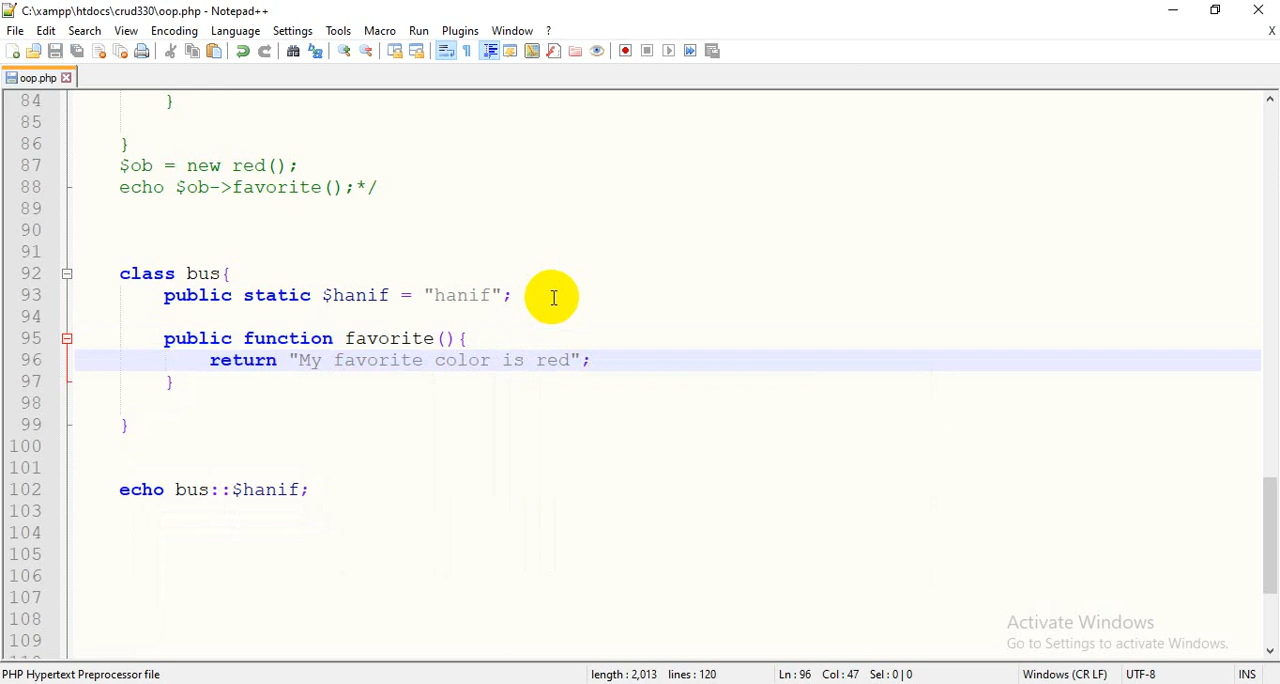 C:\xampp\htdocs\crud330\oop.php - Notepad++
File Edit Search View Encoding Language Settings Tools Macro Run Plugins Window ? X
oop.php
84 }
85
86 }
87 $ob = new red();
88 echo $ob->favorite();*/
89
90
91
92 class bus{
93 public static $hanif = "hanif";
94
95 public function favorite(){
96 return "My favorite color is red";
97 }
98
99 }
100
101
102 echo bus::$hanif;
103
104
105
106
107
108
109
Activate Windows
Go to Settings to activate Windows.
PHP Hypertext Preprocessor file length : 2,013 lines : 120 Ln : 96 Col : 47 Sel : 0 | 0 Windows (CR LF) UTF-8 INS